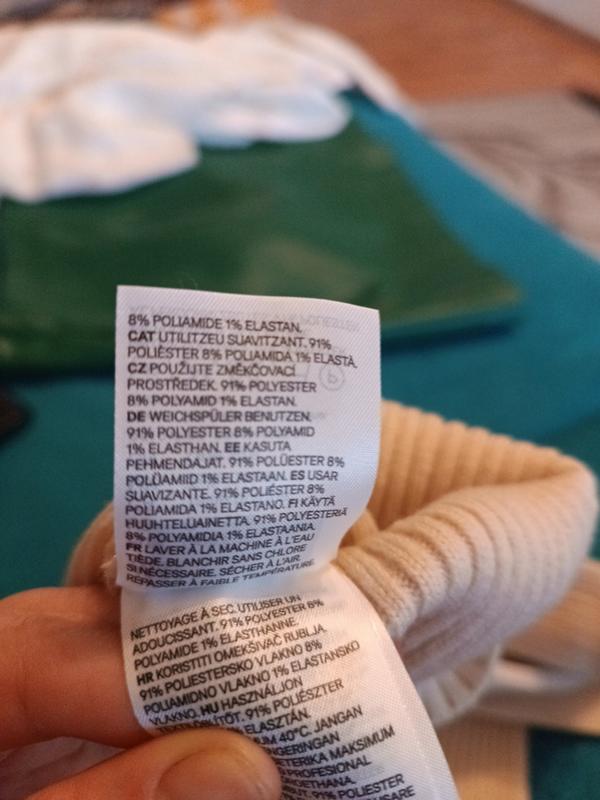 8% POLIAMIDE 1% ELASTAN.
CAT UTILITZEU SUAVITZANT. 91%
POLIÈSTER 8% POLIAMIDA 1% ELASTÀ.
CZ POUŽIJTE ZMĚKČOVACÍ
PROSTŘEDEK. 91% POLYESTER
8% POLYAMID 1% ELASTAN.
DE WEICHSPÜLER BENUTZEN.
91% POLYESTER 8% POLYAMID
1% ELASTHAN. EE KASUTA
PEHMENDAJAT. 91% POLÜESTER 8%
POLÜAMIID 1% ELASTAAN. ES USAR
SUAVIZANTE. 91% POLIÉSTER 8%
POLIAMIDA 1% ELASTANO. FI KÄYTÄ
HUUHTELUAINETTA. 91% POLYESTERIÄ
8% POLYAMIDIA 1% ELASTAANIA.
FR LAVER À LA MACHINE À L'EAU
TIÈDE. BLANCHIR SANS CHLORE
SI NÉCESSAIRE. SÉCHER À L'AIR.
REPASSER À FAIBLE TEMPÉRATURE.
NETTOYAGE À SEC. UTILISER UN
ADOUCISSANT. 91% POLYESTER 8%
POLYAMIDE 1% ELASTHANNE.
HR KORISTITI OMEKŠIVAČ RUBLJA.
91% POLIESTERSKO VLAKNO 8%
POLIAMIDNO VLAKNO 1% ELASTANSKO
VLAKNO. HU HASZNÁLJON
91% POLIÉSZTER
ELASZTÁN.
40°C. JANGAN
MAKSIMUM
PROFESIONAL
POLIESTER